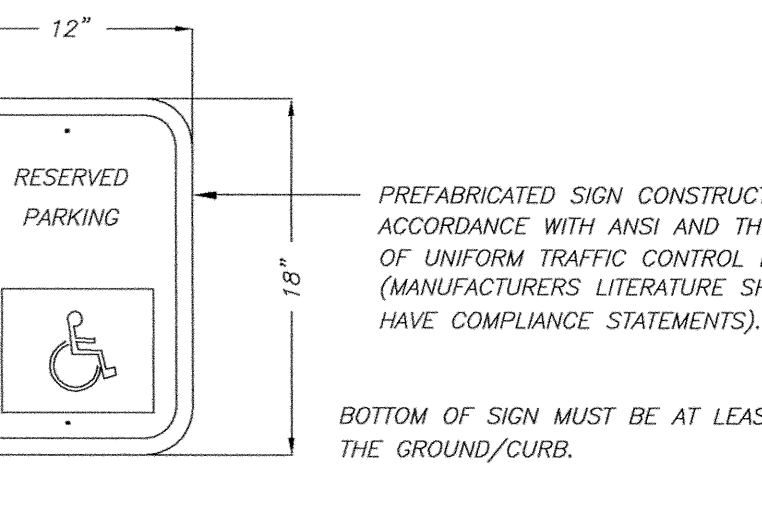 12"
RESERVED
PARKING
18"
PREFABRICATED SIGN CONSTRUCT
ACCORDANCE WITH ANSI AND TH
OF UNIFORM TRAFFIC CONTROL
(MANUFACTURERS LITERATURE SH
HAVE COMPLIANCE STATEMENTS).
BOTTOM OF SIGN MUST BE AT LEAS
THE GROUND/CURB.